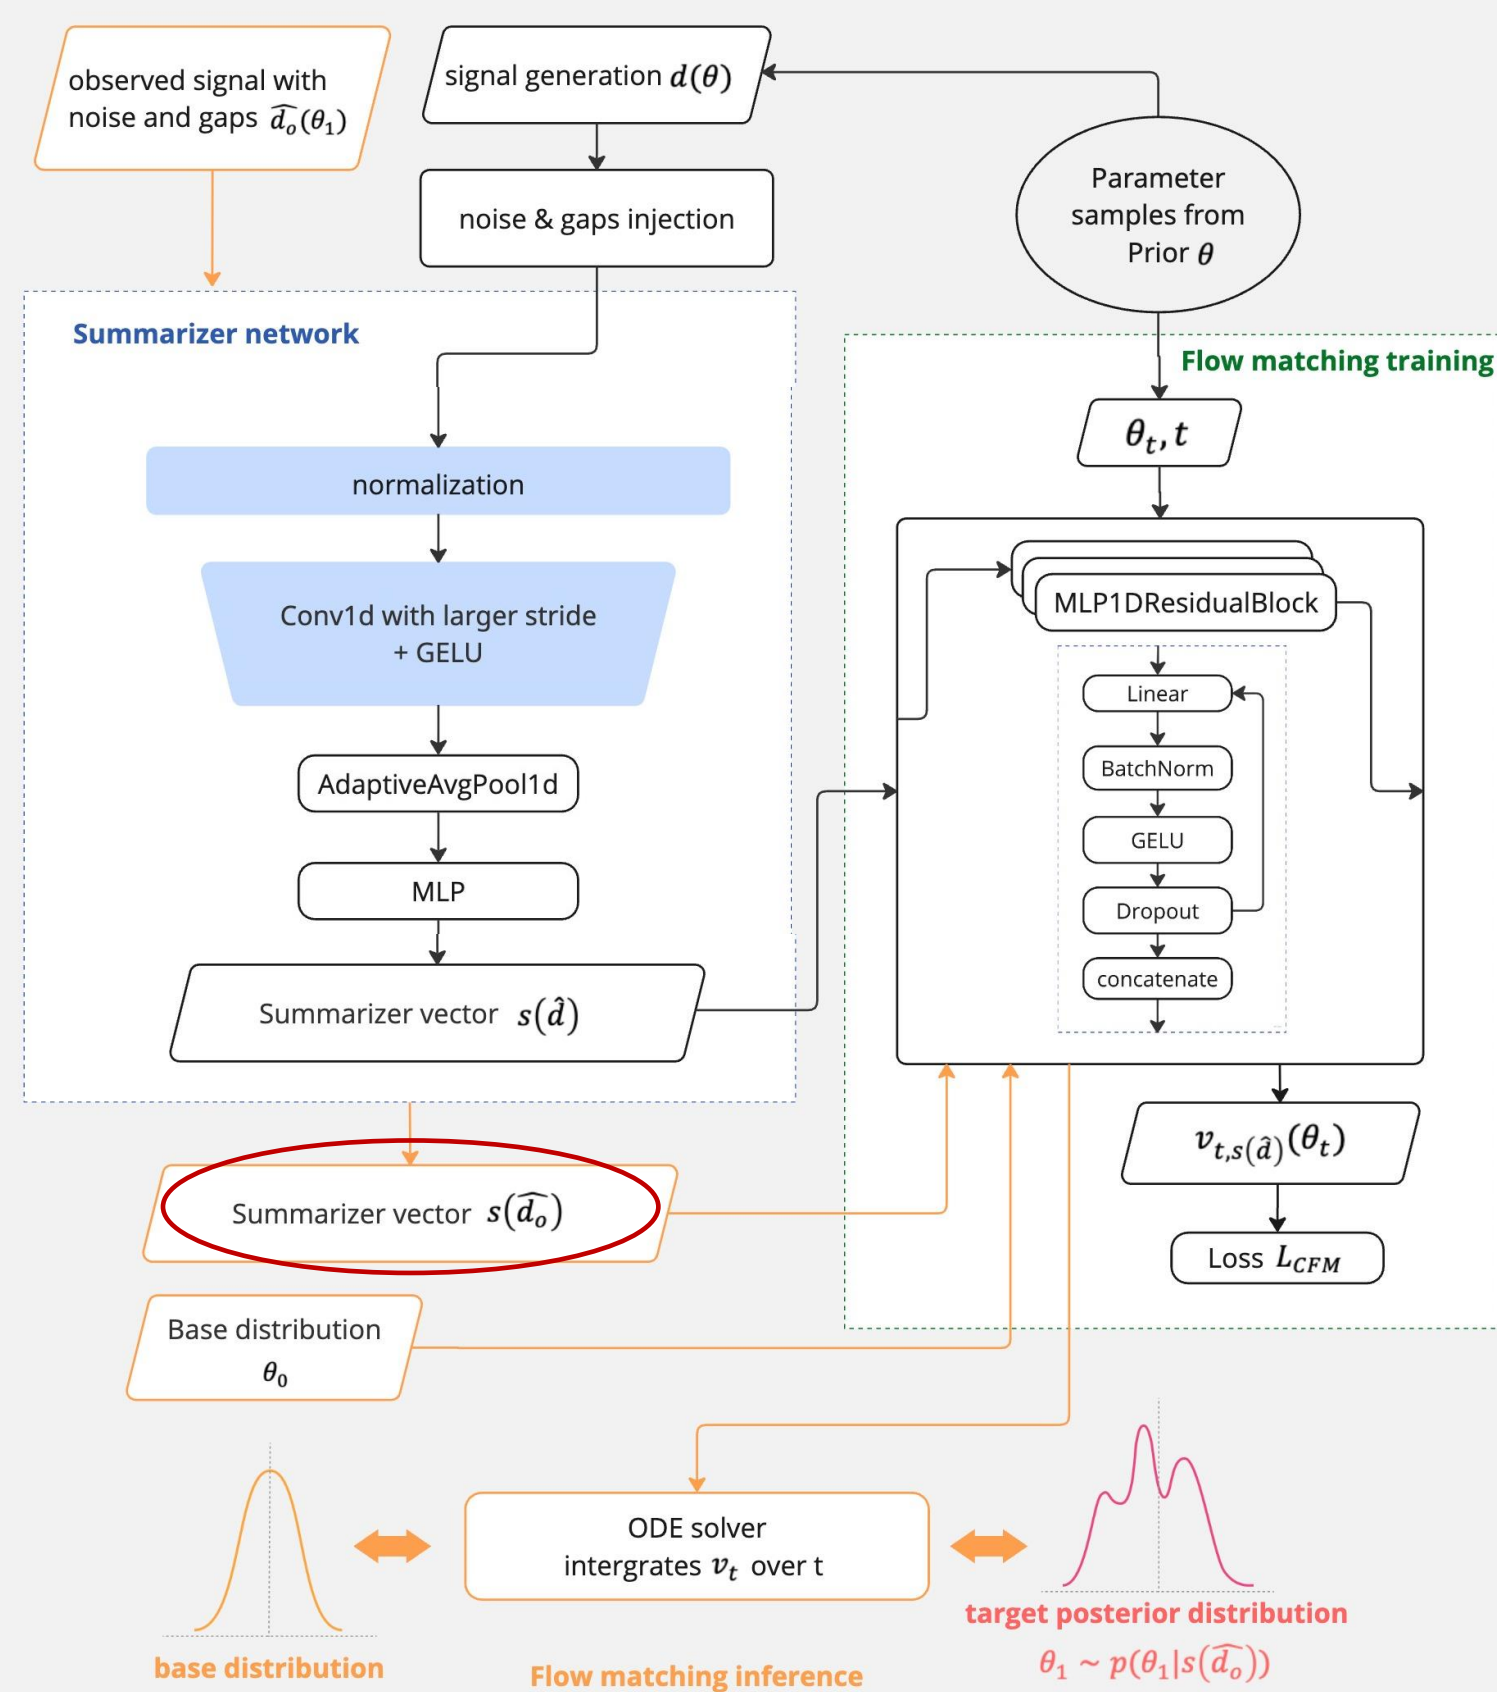 observed signal with
noise and gaps $\widehat{d_o}(\theta_1)$
signal generation $d(\theta)$
noise & gaps injection
Parameter
samples from
Prior $\theta$
Summarizer network
normalization
Conv1d with larger stride
+ GELU
AdaptiveAvgPool1d
MLP
Summarizer vector $s(\hat{d})$
Flow matching training
$\theta_t, t$
MLP1DResidualBlock
Linear
BatchNorm
GELU
Dropout
concatenate
$v_{t,s(\hat{d})}(\theta_t)$
Loss $L_{CFM}$
Summarizer vector $s(\widehat{d_o})$
Base distribution
$\theta_0$
ODE solver
intergrates $v_t$ over t
base distribution
Flow matching inference
target posterior distribution
$\theta_1 \sim p(\theta_1|s(\widehat{d_o}))$